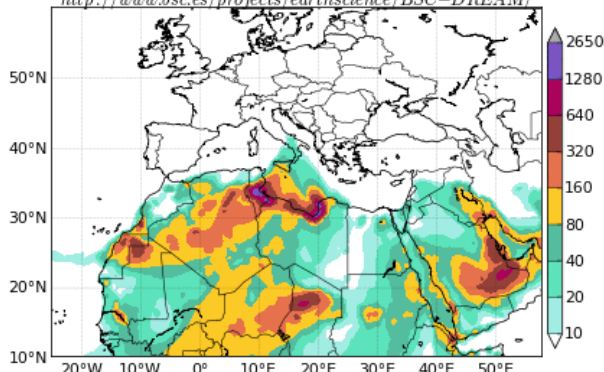 http://www.bsc.es/projects/earthscience/BSC-DREAM/
2650
1280
640
320
160
80
40
20
10
50°N
40°N
30°N
20°N
10°N
20°W 10°W 0° 10°E 20°E 30°E 40°E 50°E